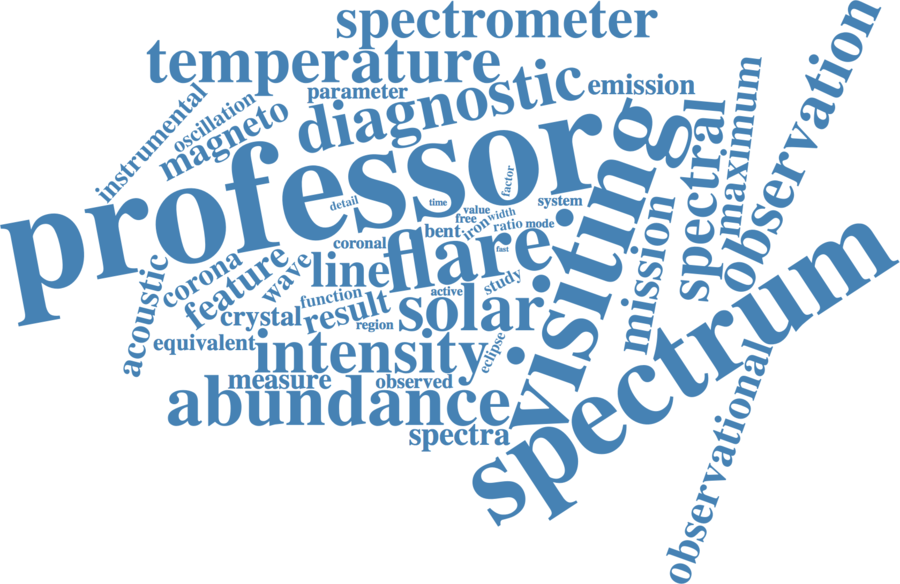 spectrometer
temperature
parameter
emission
diagnostic
instrumental
oscillation
magneto
professor
factor
detail
time
system
value
free
width
iron
ratio
mode
bent
coronal
flare
fast
visiting
spectral
maximum
observation
mission
acoustic
corona
feature
wave
line
function
active
study
crystal
result
region
solar
equivalent
intensity
eclipse
measure
observed
abundance
spectra
spectrum
observational